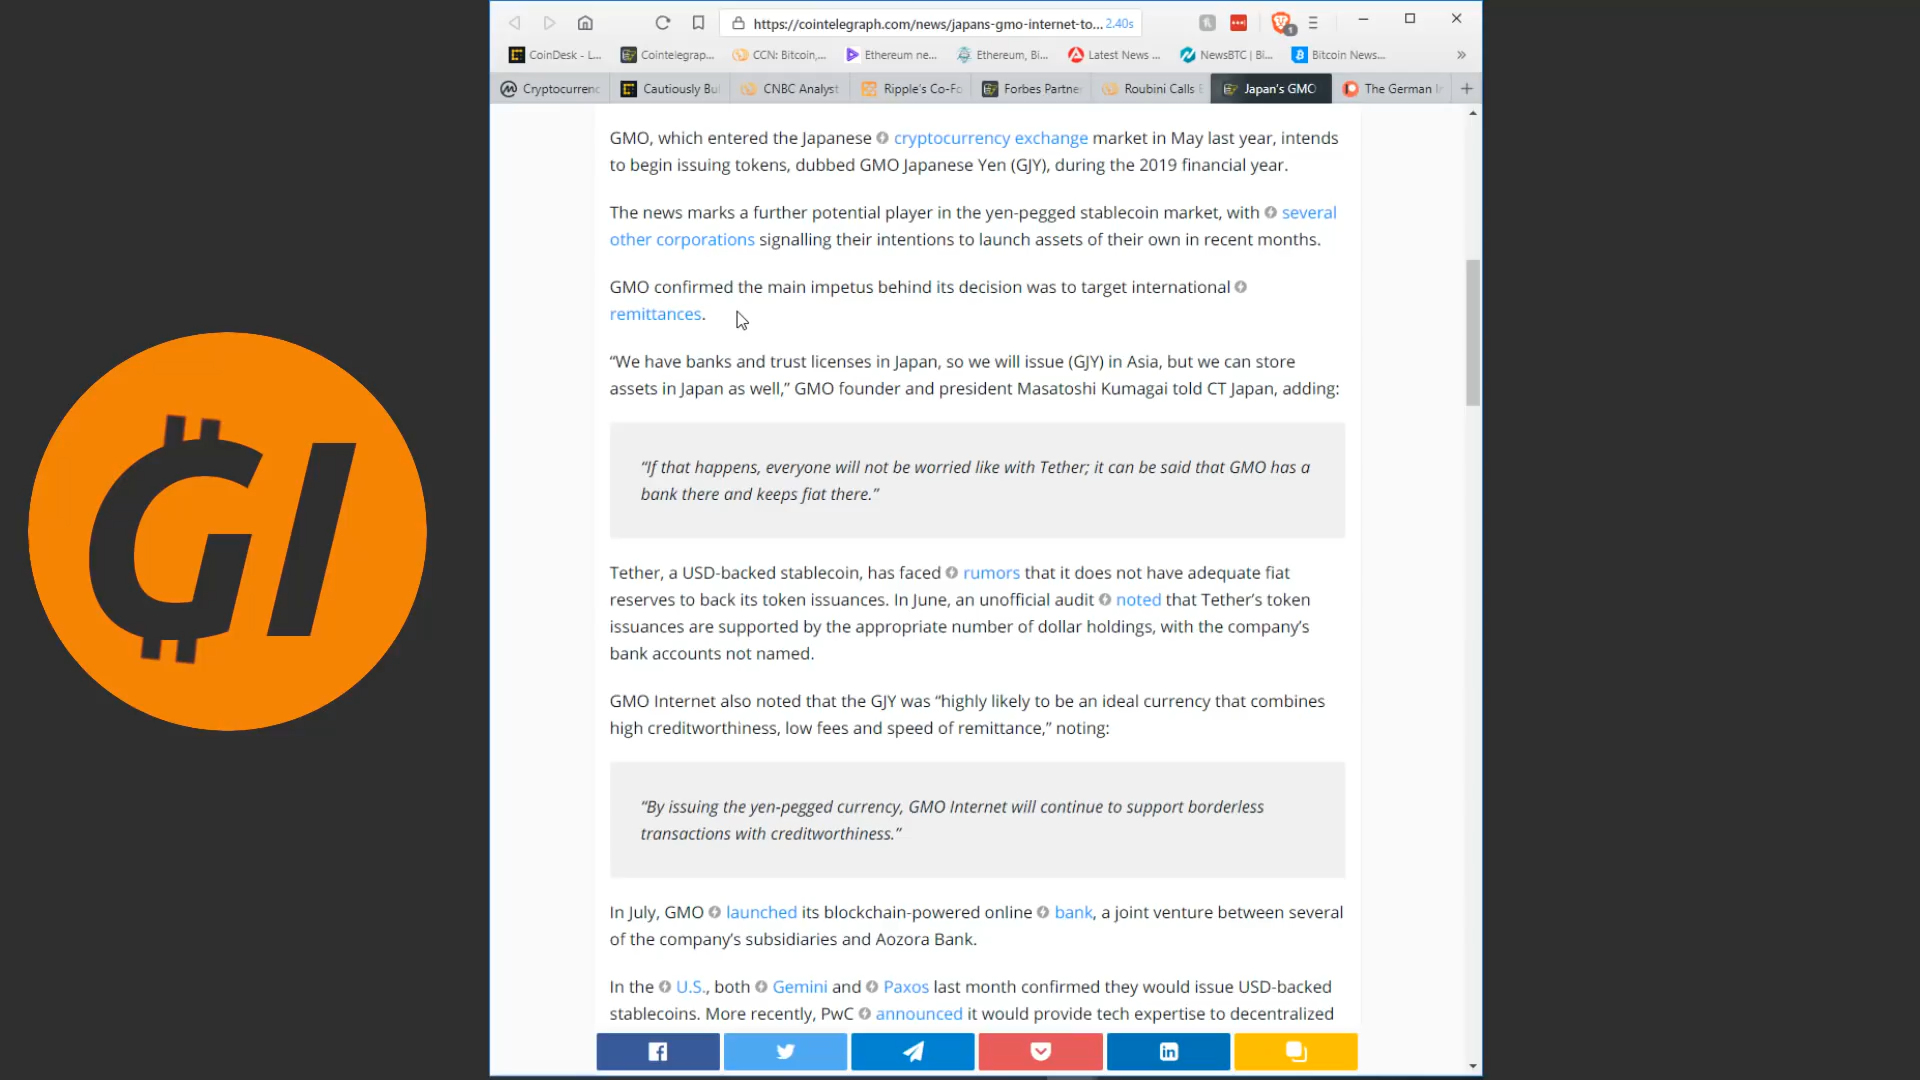 https://cointelegraph.com/news/japans-gmo-internet-to... 2.40s
CoinDesk - L... Cointelegrap... CCN: Bitcoin,... Ethereum ne... Ethereum, Bi... Latest News ... NewsBTC | Bi... Bitcoin News...
Cryptocurrenc Cautiously Bul CNBC Analyst Ripple's Co-Fo Forbes Partne Roubini Calls Japan's GMO The German
GMO, which entered the Japanese cryptocurrency exchange market in May last year, intends
to begin issuing tokens, dubbed GMO Japanese Yen (GJY), during the 2019 financial year.
The news marks a further potential player in the yen-pegged stablecoin market, with several
other corporations signalling their intentions to launch assets of their own in recent months.
GMO confirmed the main impetus behind its decision was to target international
remittances.
“We have banks and trust licenses in Japan, so we will issue (GJY) in Asia, but we can store
assets in Japan as well,” GMO founder and president Masatoshi Kumagai told CT Japan, adding:
“If that happens, everyone will not be worried like with Tether; it can be said that GMO has a
bank there and keeps fiat there.”
Tether, a USD-backed stablecoin, has faced rumors that it does not have adequate fiat
reserves to back its token issuances. In June, an unofficial audit noted that Tether’s token
issuances are supported by the appropriate number of dollar holdings, with the company’s
bank accounts not named.
GMO Internet also noted that the GJY was “highly likely to be an ideal currency that combines
high creditworthiness, low fees and speed of remittance,” noting:
“By issuing the yen-pegged currency, GMO Internet will continue to support borderless
transactions with creditworthiness.”
In July, GMO launched its blockchain-powered online bank, a joint venture between several
of the company’s subsidiaries and Aozora Bank.
In the U.S., both Gemini and Paxos last month confirmed they would issue USD-backed
stablecoins. More recently, PwC announced it would provide tech expertise to decentralized
GI